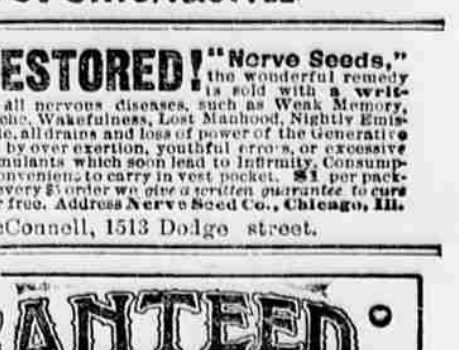 ESTORED! "Nerve Seeds,"
the wonderful remedy
is sold with a writ-
all nervous diseases, such as Weak Memory,
che, Wakefulness, Lost Manhood, Nightly Emis-
le, all drains and loss of power of the Generative
by over exertion, youthful errors, or excessive
mulants which soon lead to Infirmity, Consump-
onvenient to carry in vest pocket. $1 per pack-
every $5 order we give a written guarantee to cure
r free. Address Nerve Seed Co., Chicago, Ill.
cConnell, 1513 Dodge street.
RANTEED